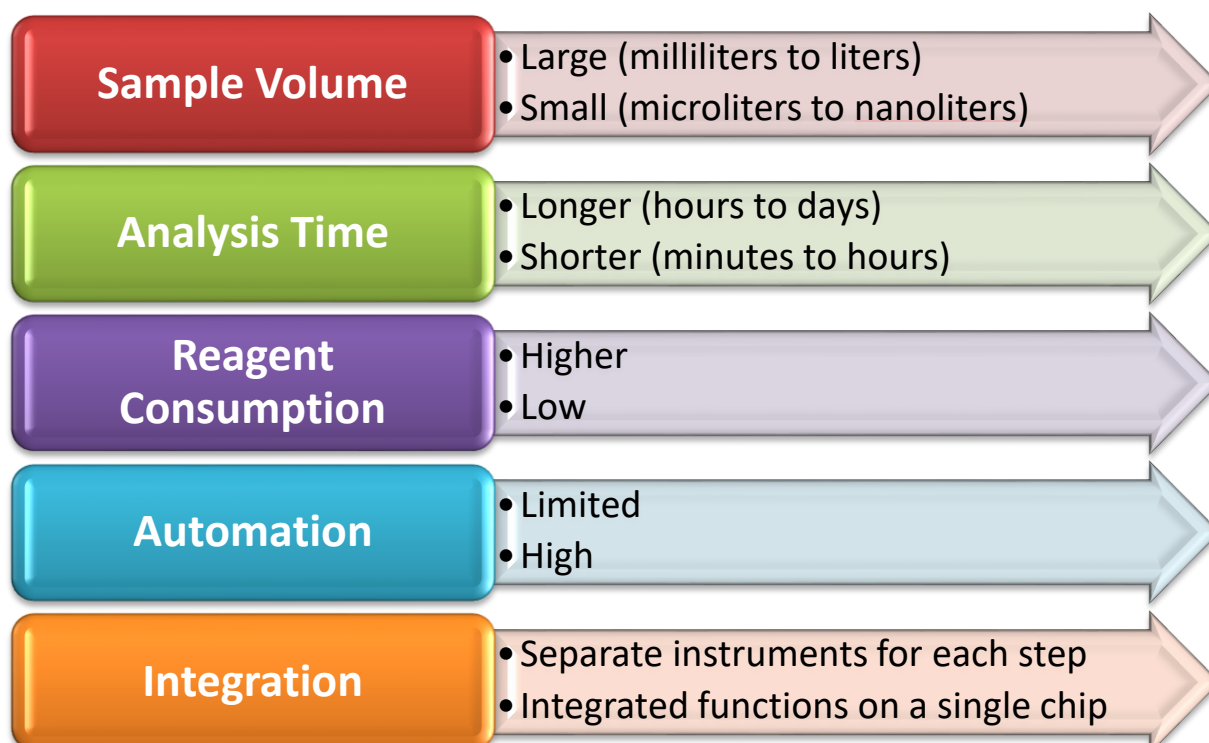 Sample Volume
• Large (milliliters to liters)
• Small (microliters to nanoliters)
Analysis Time
• Longer (hours to days)
• Shorter (minutes to hours)
Reagent
Consumption
• Higher
• Low
Automation
• Limited
• High
Integration
• Separate instruments for each step
• Integrated functions on a single chip